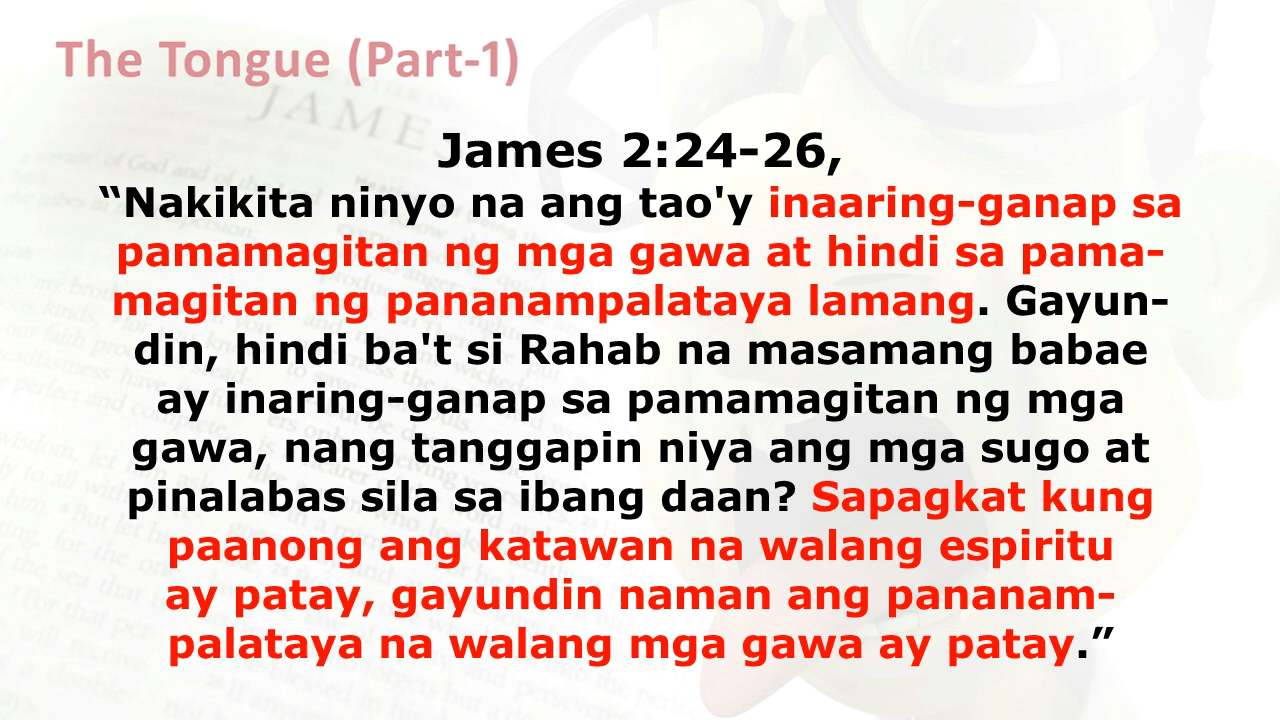 The Tongue (Part-1)
JAMES
James 2:24-26,
“Nakikita ninyo na ang tao'y inaaring-ganap sa
pamamagitan ng mga gawa at hindi sa pama-
magitan ng pananampalataya lamang. Gayun-
din, hindi ba't si Rahab na masamang babae
ay inaring-ganap sa pamamagitan ng mga
gawa, nang tanggapin niya ang mga sugo at
pinalabas sila sa ibang daan? Sapagkat kung
paanong ang katawan na walang espiritu
ay patay, gayundin naman ang pananam-
palataya na walang mga gawa ay patay.”